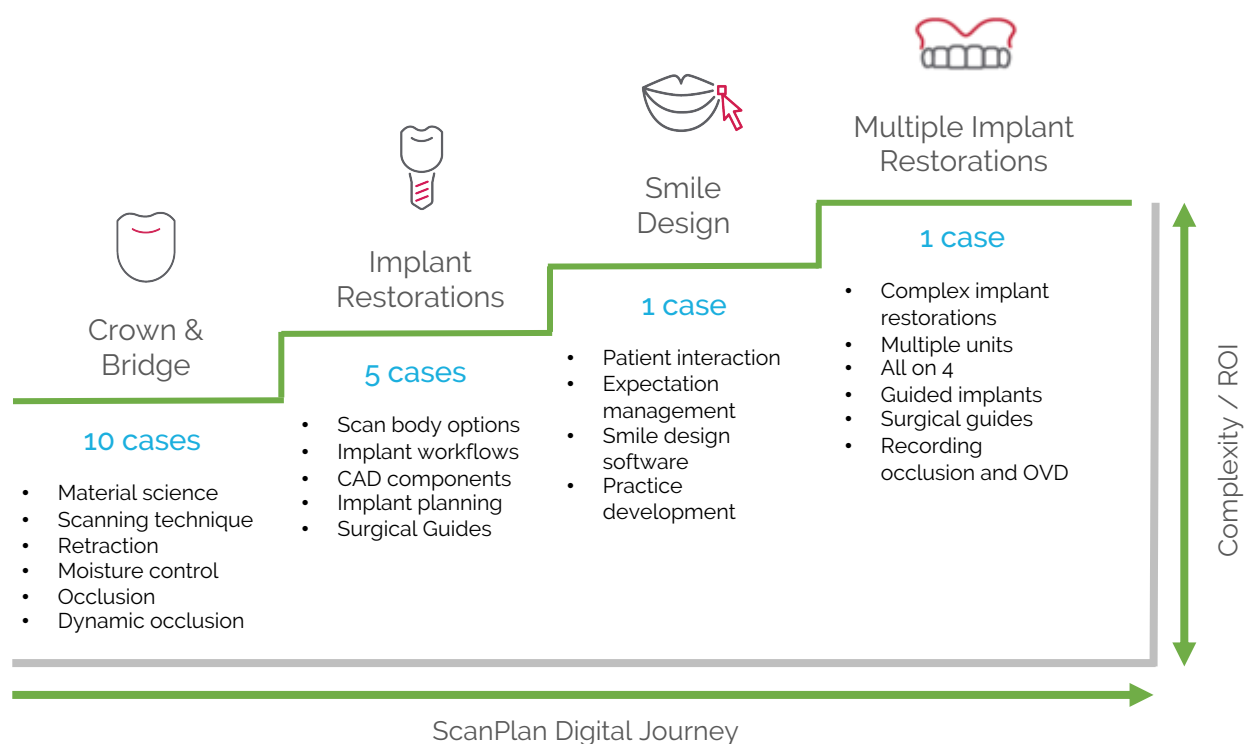 Crown &
Bridge
10 cases
• Material science
• Scanning technique
• Retraction
• Moisture control
• Occlusion
• Dynamic occlusion
Implant
Restorations
5 cases
• Scan body options
• Implant workflows
• CAD components
• Implant planning
• Surgical Guides
Smile
Design
1 case
• Patient interaction
• Expectation
management
• Smile design
software
• Practice
development
Multiple Implant
Restorations
1 case
• Complex implant
restorations
• Multiple units
• All on 4
• Guided implants
• Surgical guides
• Recording
occlusion and OVD
Complexity / ROI
ScanPlan Digital Journey